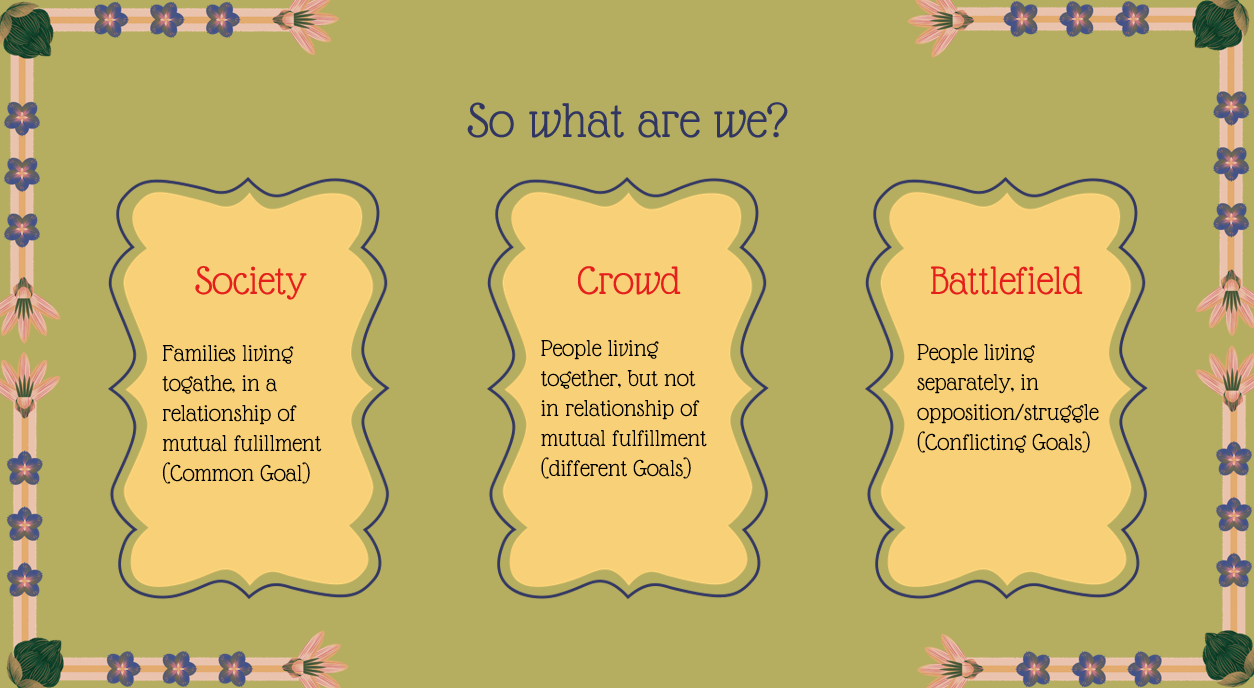 So what are we?
Society
Families living
togathe, in a
relationship of
mutual fulillment
(Common Goal)
Crowd
People living
together, but not
in relationship of
mutual fulfillment
(different Goals)
Battlefield
People living
separately, in
opposition/struggle
(Conflicting Goals)